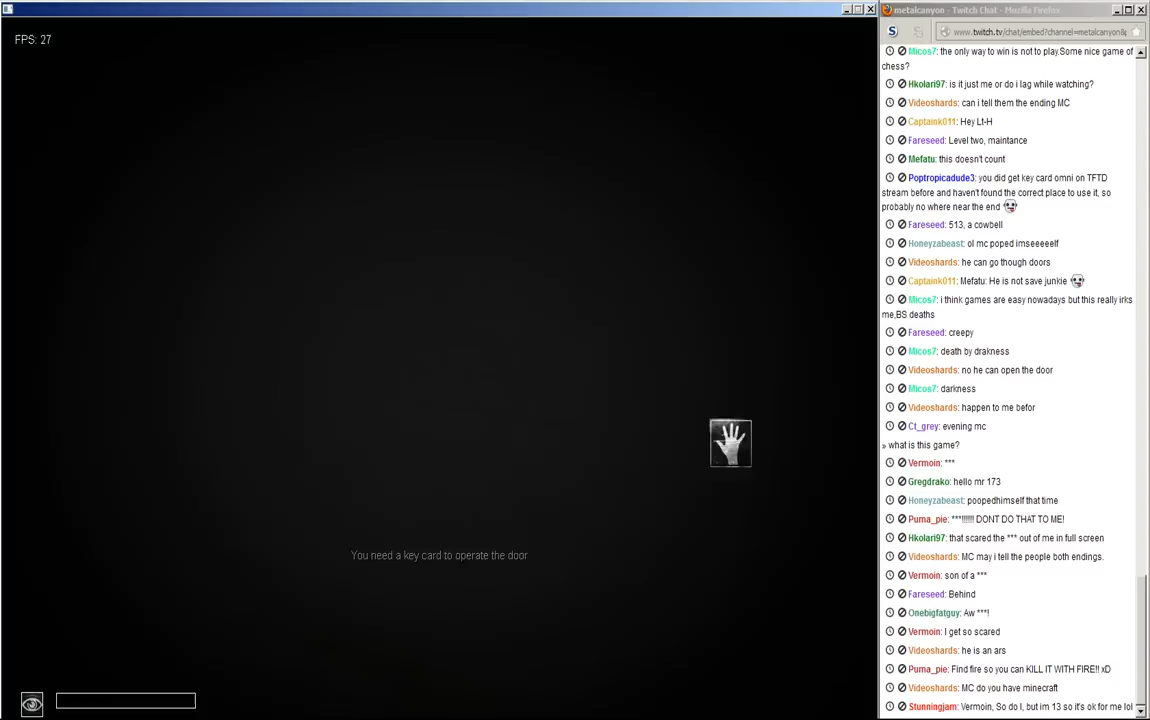 metalcanyon - Twitch Chat - Mozilla Firefox
FPS: 27
www.twitch.tv/chat/embed?channel=metalcanyon&
Micos7: the only way to win is not to play.Some nice game of
chess?
Hkolari97: is it just me or do i lag while watching?
Videoshards: can i tell them the ending MC
Captaink011: Hey Lt-H
Fareseed: Level two, maintance
Mefatu: this doesn't count
Poptropicadude3: you did get key card omni on TFTD
stream before and haven't found the correct place to use it, so
probably no where near the end
Fareseed: 513, a cowbell
Honeyzabeast: ol mc poped imseeeeelf
Videoshards: he can go though doors
Captaink011: Mefatu: He is not save junkie
Micos7: i think games are easy nowadays but this really irks
me,BS deaths
Fareseed: creepy
Micos7: death by drakness
Videoshards: no he can open the door
Micos7: darkness
Videoshards: happen to me befor
Ct_grey: evening mc
» what is this game?
Vermoin: ***
Gregdrako: hello mr 173
Honeyzabeast: poopedhimself that time
Puma_pie: ***!!!!!! DONT DO THAT TO ME!
Hkolari97: that scared the *** out of me in full screen
You need a key card to operate the door
Videoshards: MC may i tell the people both endings.
Vermoin: son of a ***
Fareseed: Behind
Onebigfatguy: Aw ***!
Vermoin: I get so scared
Videoshards: he is an ars
Puma_pie: Find fire so you can KILL IT WITH FIRE!! xD
Videoshards: MC do you have minecraft
Stunningjam: Vermoin, So do I, but im 13 so it's ok for me lol